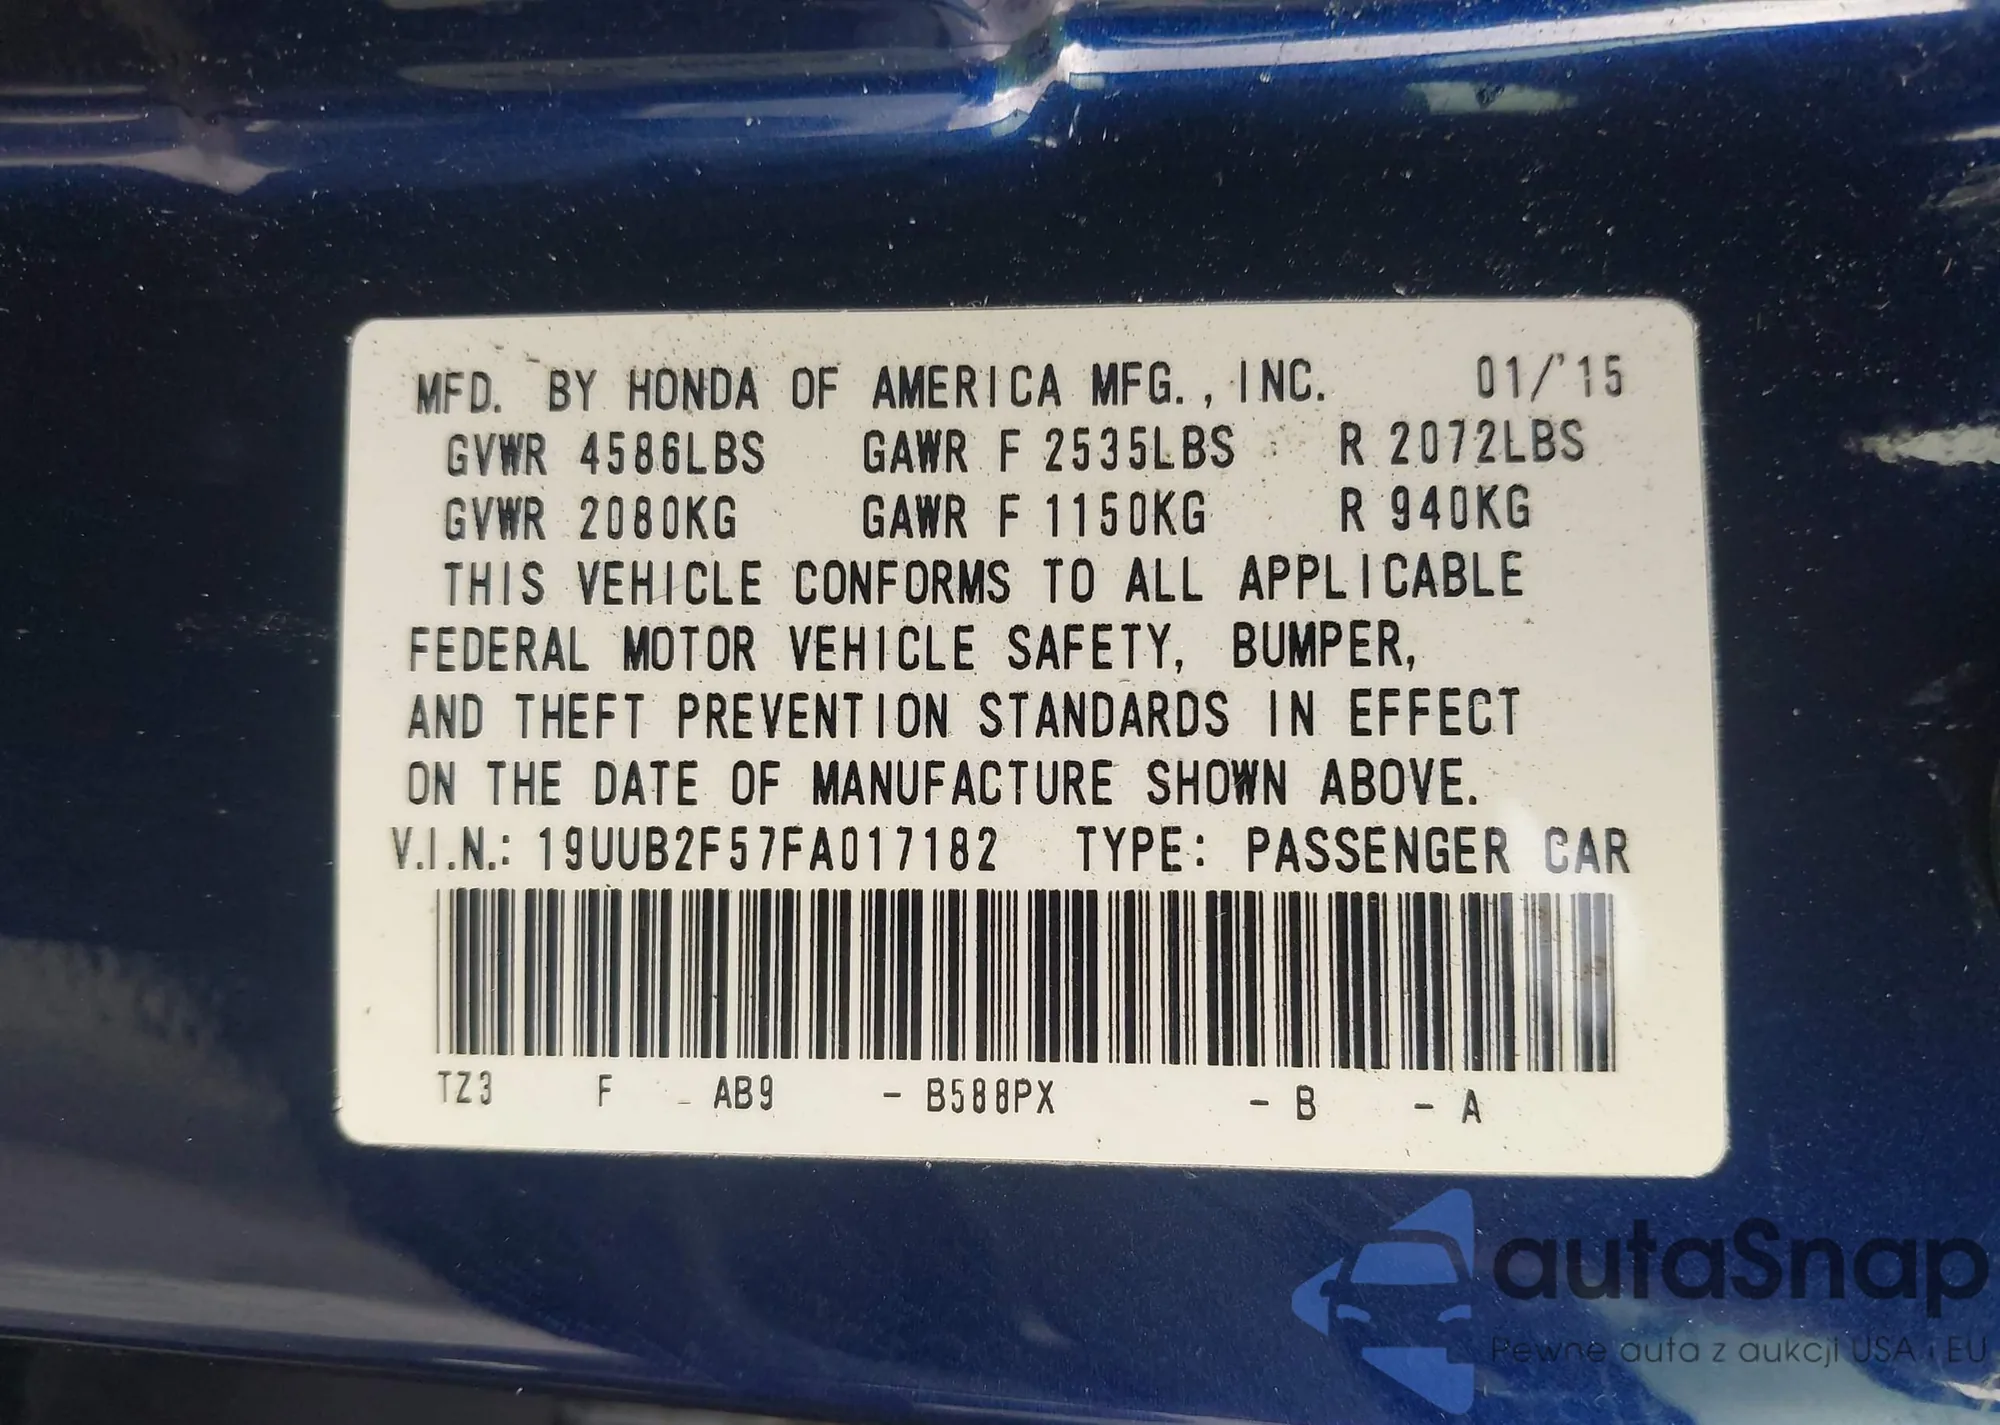 MFD. BY HONDA OF AMERICA MFG., INC. 01/'15
GVWR 4586LBS GAWR F 2535LBS R 2072LBS
GVWR 2080KG GAWR F 1150KG R 940KG
THIS VEHICLE CONFORMS TO ALL APPLICABLE
FEDERAL MOTOR VEHICLE SAFETY, BUMPER,
AND THEFT PREVENTION STANDARDS IN EFFECT
ON THE DATE OF MANUFACTURE SHOWN ABOVE.
V.I.N.: 19UUB2F57FA017182 TYPE: PASSENGER CAR
TZ3 F - AB9 - B588PX - B - A
autaSnap
Pewne auta z aukcji USA i EU